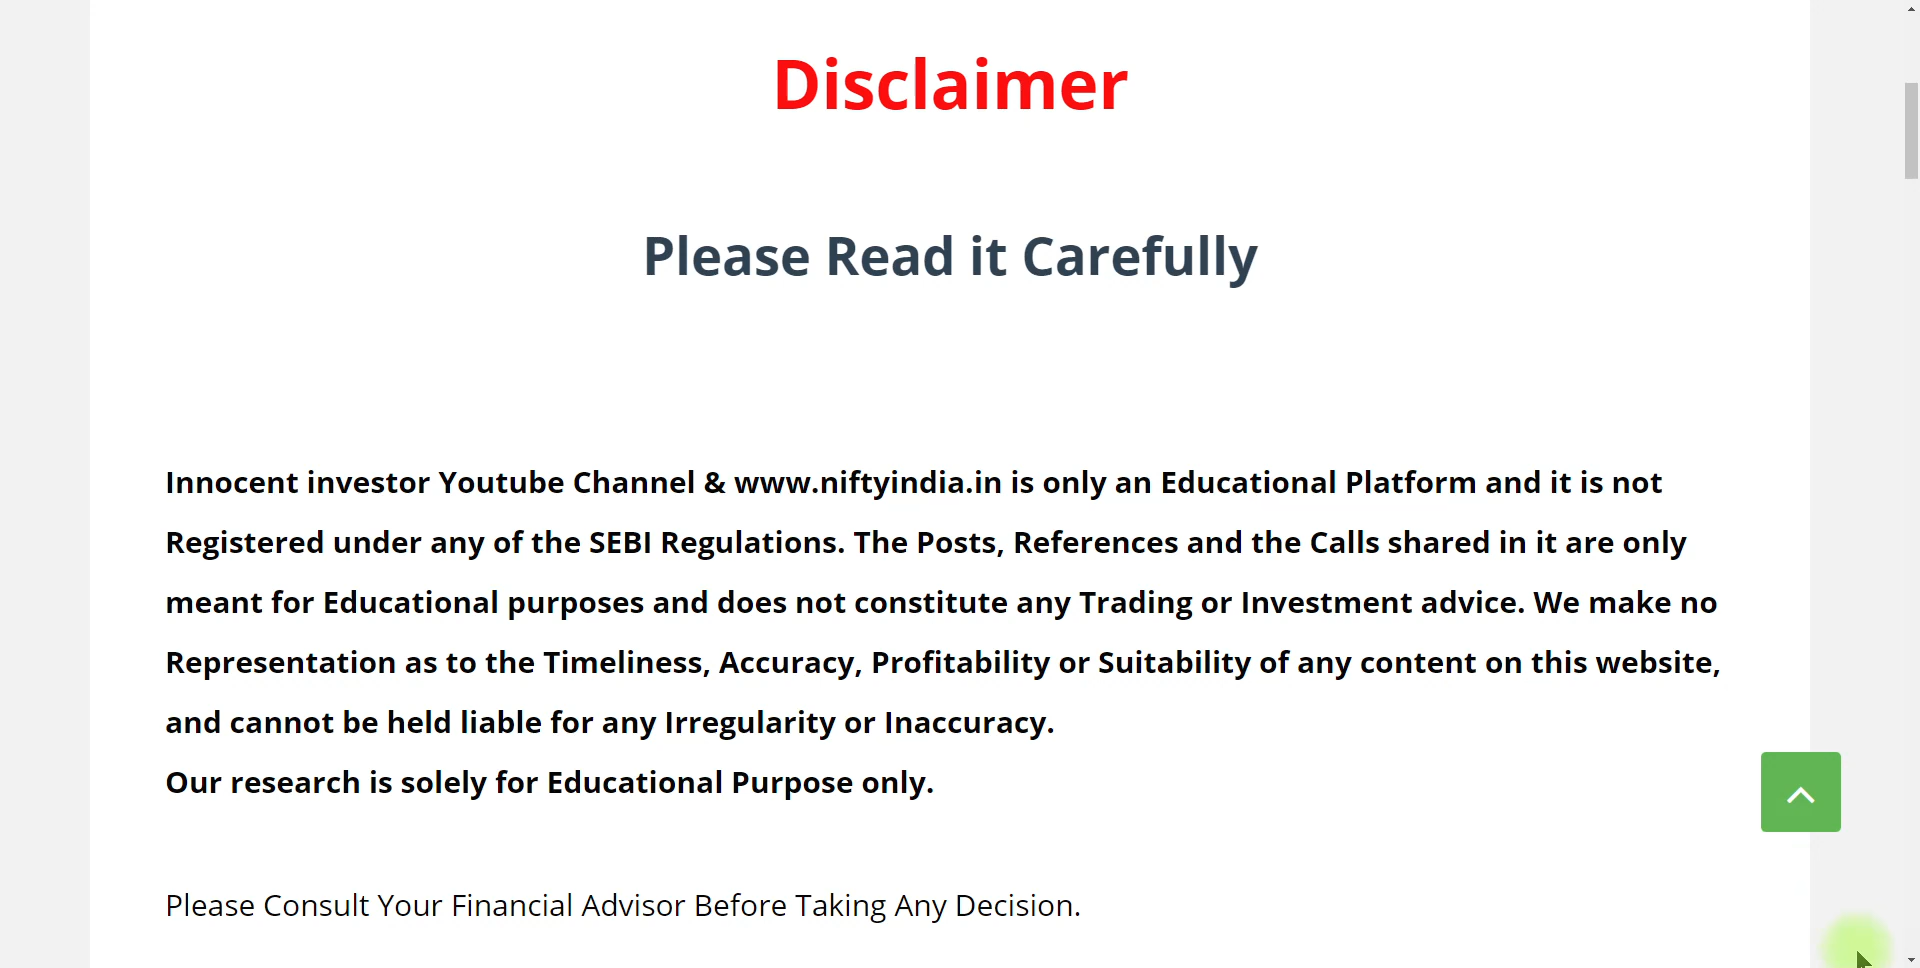 Disclaimer
Please Read it Carefully
Innocent investor Youtube Channel & www.niftyindia.in is only an Educational Platform and it is not
Registered under any of the SEBI Regulations. The Posts, References and the Calls shared in it are only
meant for Educational purposes and does not constitute any Trading or Investment advice. We make no
Representation as to the Timeliness, Accuracy, Profitability or Suitability of any content on this website,
and cannot be held liable for any Irregularity or Inaccuracy.
Our research is solely for Educational Purpose only.
Please Consult Your Financial Advisor Before Taking Any Decision.